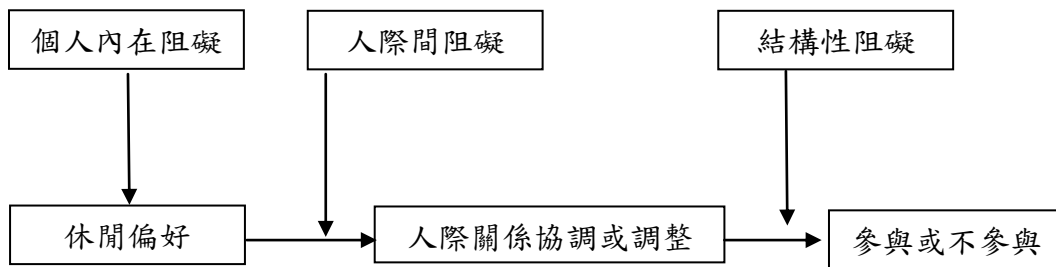 個人內在阻礙
人際間阻礙
結構性阻礙
休閒偏好
人際關係協調或調整
參與或不參與